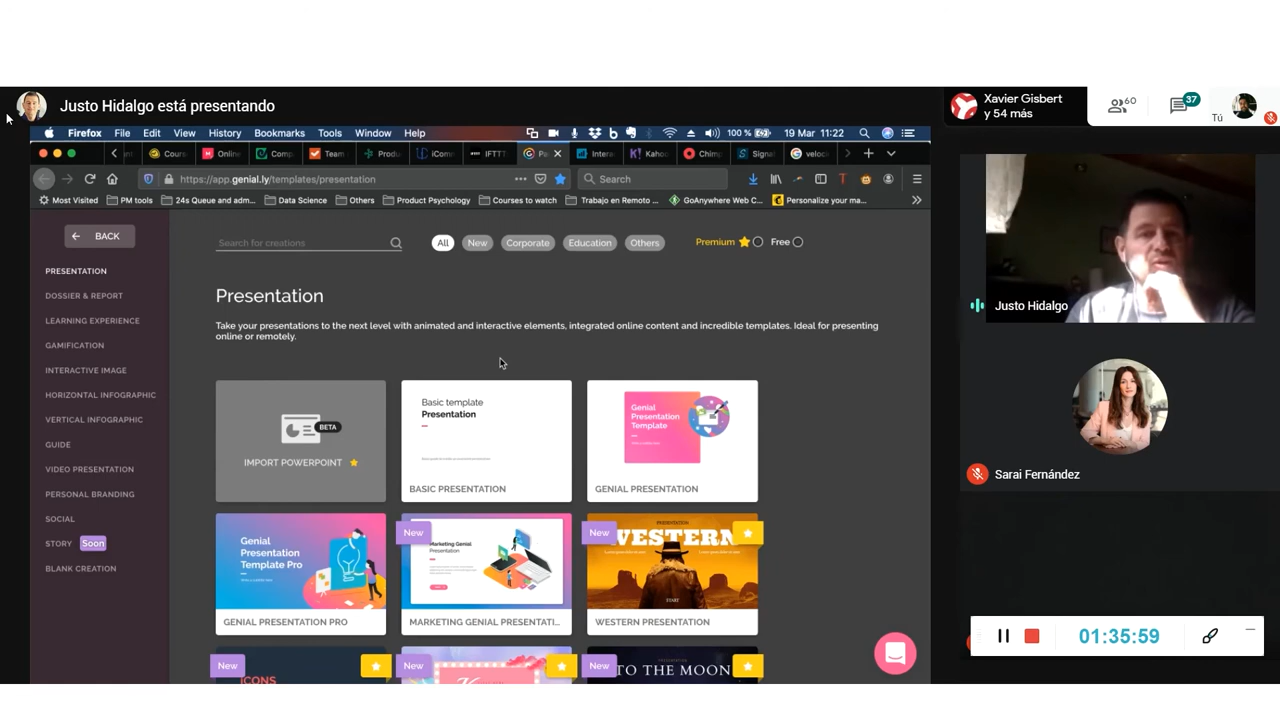 Justo Hidalgo está presentando
Xavier Gisbert
y 54 más
60
37
Tú
Firefox File Edit View History Bookmarks Tools Window Help
100 % 19 Mar 11:22
Cours Online Comp Team Produ iCom IFTTT Pa Intera Kaho Chim Signal veloc
https://app.genial.ly/templates/presentation
Search
Most Visited PM tools 24s Queue and adm... Data Science Others Product Psychology Courses to watch Trabajo en Remoto ... GoAnywhere Web C... Personalize your ma...
BACK
Search for creations
All New Corporate Education Others Premium Free
PRESENTATION
DOSSIER & REPORT
LEARNING EXPERIENCE
GAMIFICATION
INTERACTIVE IMAGE
HORIZONTAL INFOGRAPHIC
VERTICAL INFOGRAPHIC
GUIDE
VIDEO PRESENTATION
PERSONAL BRANDING
SOCIAL
STORY Soon
BLANK CREATION
Presentation
Take your presentations to the next level with animated and interactive elements, integrated online content and incredible templates. Ideal for presenting
online or remotely.
BETA
IMPORT POWERPOINT
Basic template
Presentation
BASIC PRESENTATION
Genial
Presentation
Template
GENIAL PRESENTATION
Genial
Presentation
Template Pro
GENIAL PRESENTATION PRO
New
Marketing Genial
Presentation
MARKETING GENIAL PRESENTATI...
New
PRESENTATION
WESTERN
START
WESTERN PRESENTATION
New
ICONS
New
New
TO THE MOON
Justo Hidalgo
Sarai Fernández
01:35:59